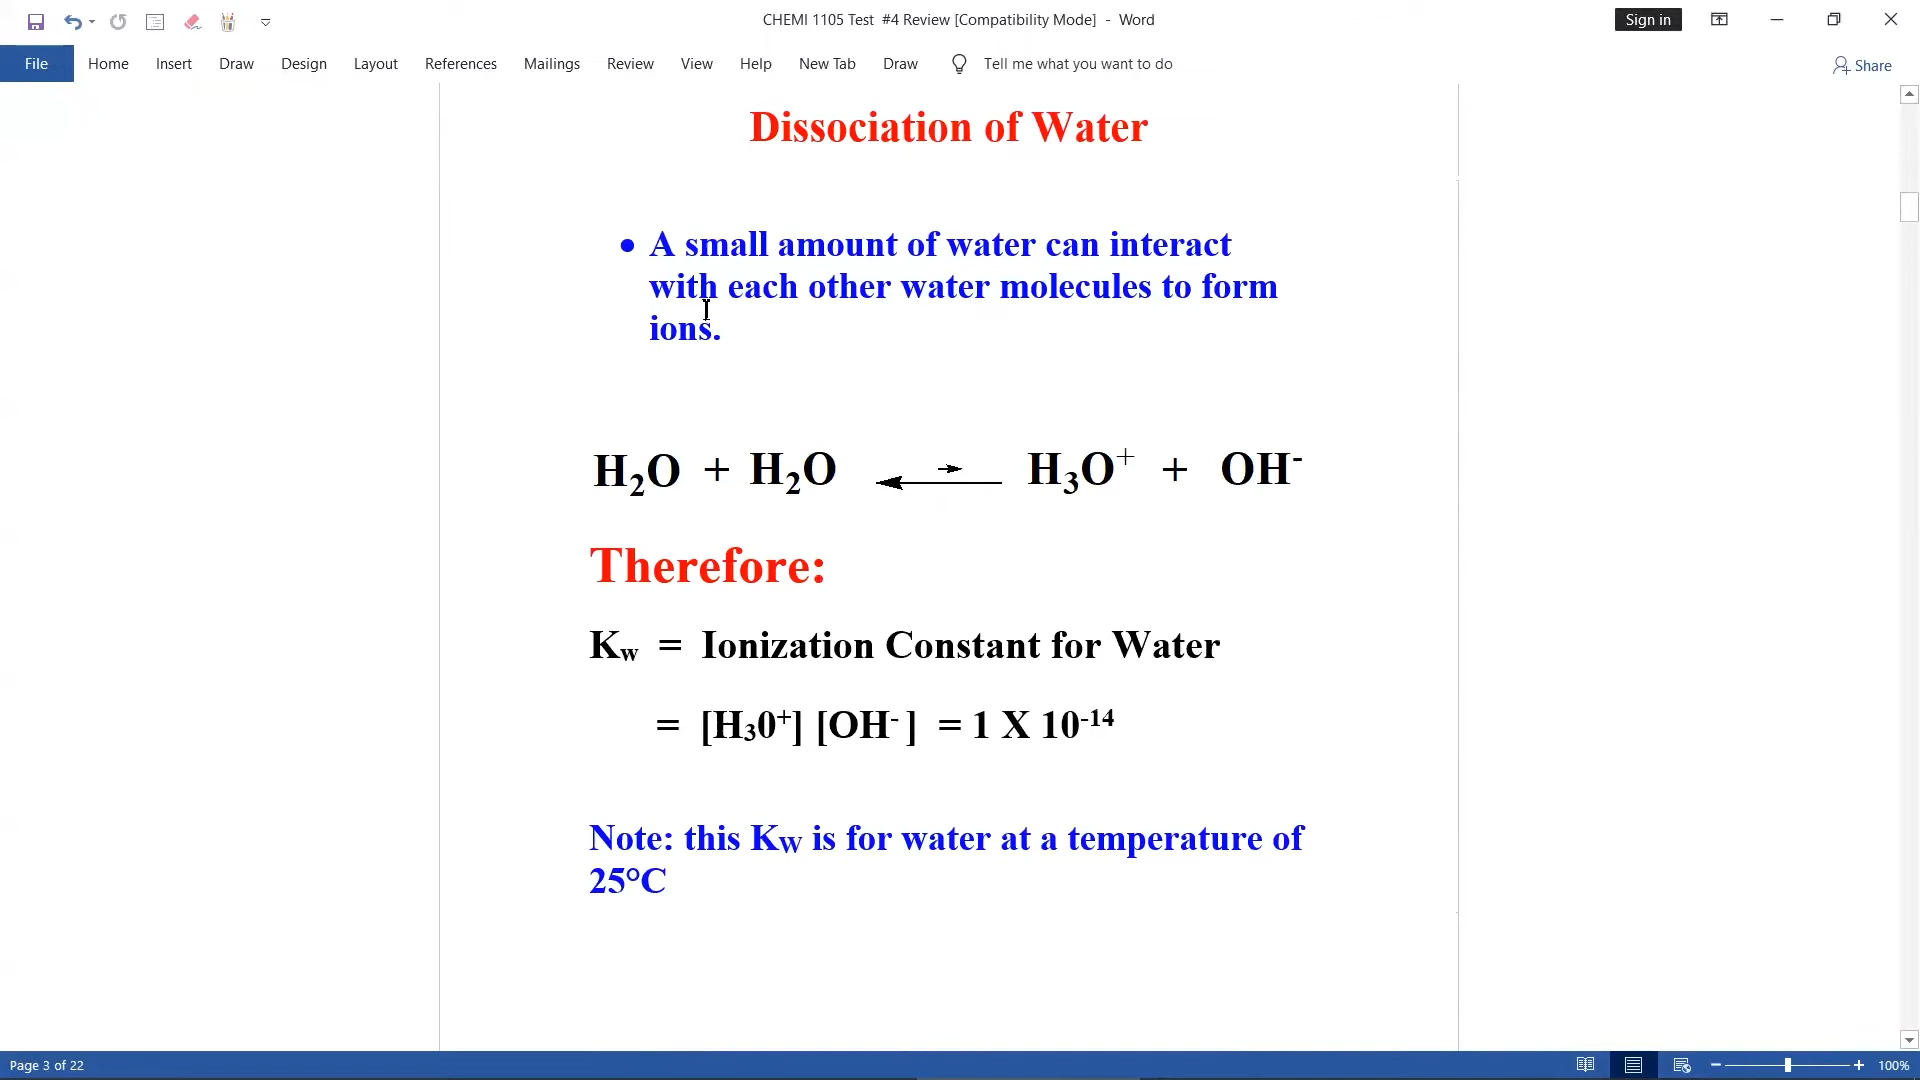 CHEMI 1105 Test  #4 Review [Compatibility Mode]  -  Word
Sign in
File Home Insert Draw Design Layout References Mailings Review View Help New Tab Draw Tell me what you want to do
Share
Dissociation of Water
• A small amount of water can interact
with each other water molecules to form
ions.
H₂O + H₂O ⇄ H₃O⁺ + OH⁻
Therefore:
Kw = Ionization Constant for Water
= [H₃0⁺] [OH⁻ ] = 1 X 10⁻¹⁴
Note: this KW is for water at a temperature of
25°C
Page 3 of 22
100%